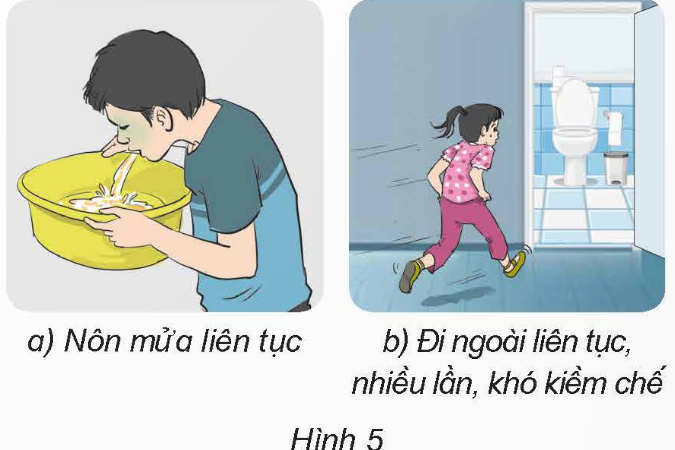 a) Nôn mửa liên tục
b) Đi ngoài liên tục,
nhiều lần, khó kiềm chế
Hình 5